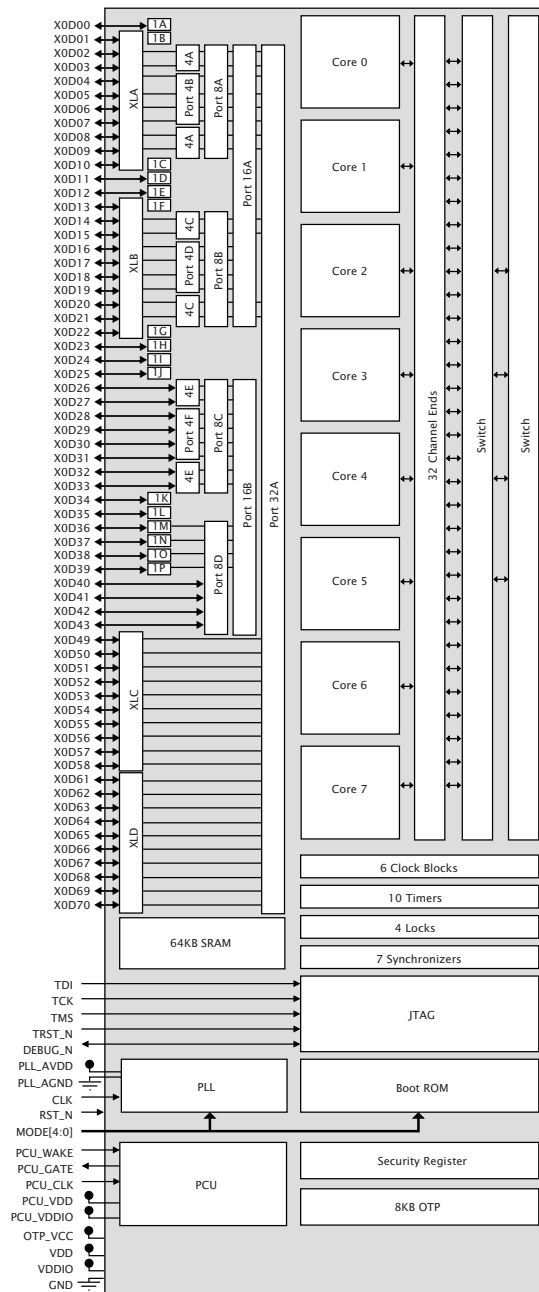 X0D00
X0D01
X0D02
X0D03
X0D04
X0D05
X0D06
X0D07
X0D08
X0D09
X0D10
X0D11
X0D12
X0D13
X0D14
X0D15
X0D16
X0D17
X0D18
X0D19
X0D20
X0D21
X0D22
X0D23
X0D24
X0D25
X0D26
X0D27
X0D28
X0D29
X0D30
X0D31
X0D32
X0D33
X0D34
X0D35
X0D36
X0D37
X0D38
X0D39
X0D40
X0D41
X0D42
X0D43
X0D49
X0D50
X0D51
X0D52
X0D53
X0D54
X0D55
X0D56
X0D57
X0D58
X0D61
X0D62
X0D63
X0D64
X0D65
X0D66
X0D67
X0D68
X0D69
X0D70
XLA
XLB
XLC
XLD
1A
1B
1C
1D
1E
1F
1G
1H
1I
1J
1K
1L
1M
1N
1O
1P
4A
Port 4B
4A
4C
Port 4D
4C
4E
Port 4F
4E
Port 8A
Port 8B
Port 8C
Port 8D
Port 16A
Port 16B
Port 32A
Core 0
Core 1
Core 2
Core 3
Core 4
Core 5
Core 6
Core 7
32 Channel Ends
Switch
Switch
6 Clock Blocks
10 Timers
4 Locks
7 Synchronizers
64KB SRAM
TDI
TCK
TMS
TRST_N
DEBUG_N
JTAG
PLL_AVDD
PLL_AGND
CLK
RST_N
MODE[4:0]
PLL
Boot ROM
PCU_WAKE
PCU_GATE
PCU_CLK
PCU_VDD
PCU_VDDIO
OTP_VCC
VDD
VDDIO
GND
PCU
Security Register
8KB OTP